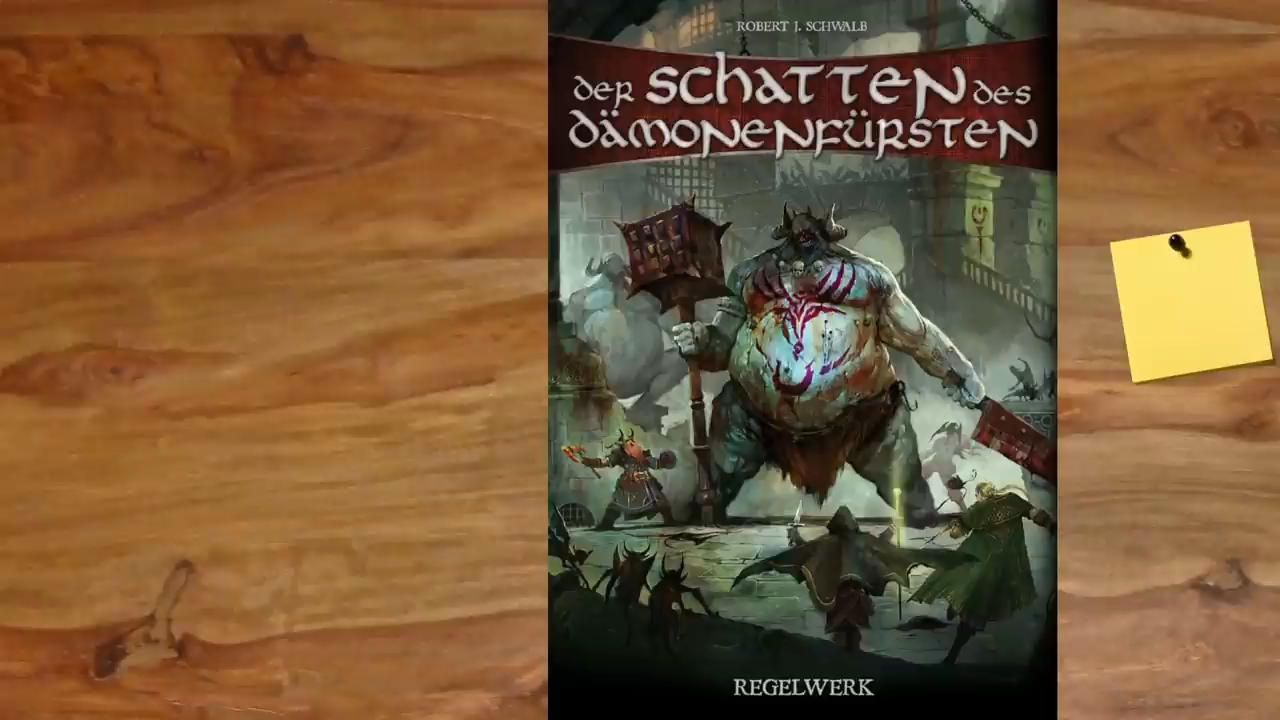 ROBERT J. SCHWALB
DER SCHATTEN DES
DÄMONENFÜRSTEN
REGELWERK